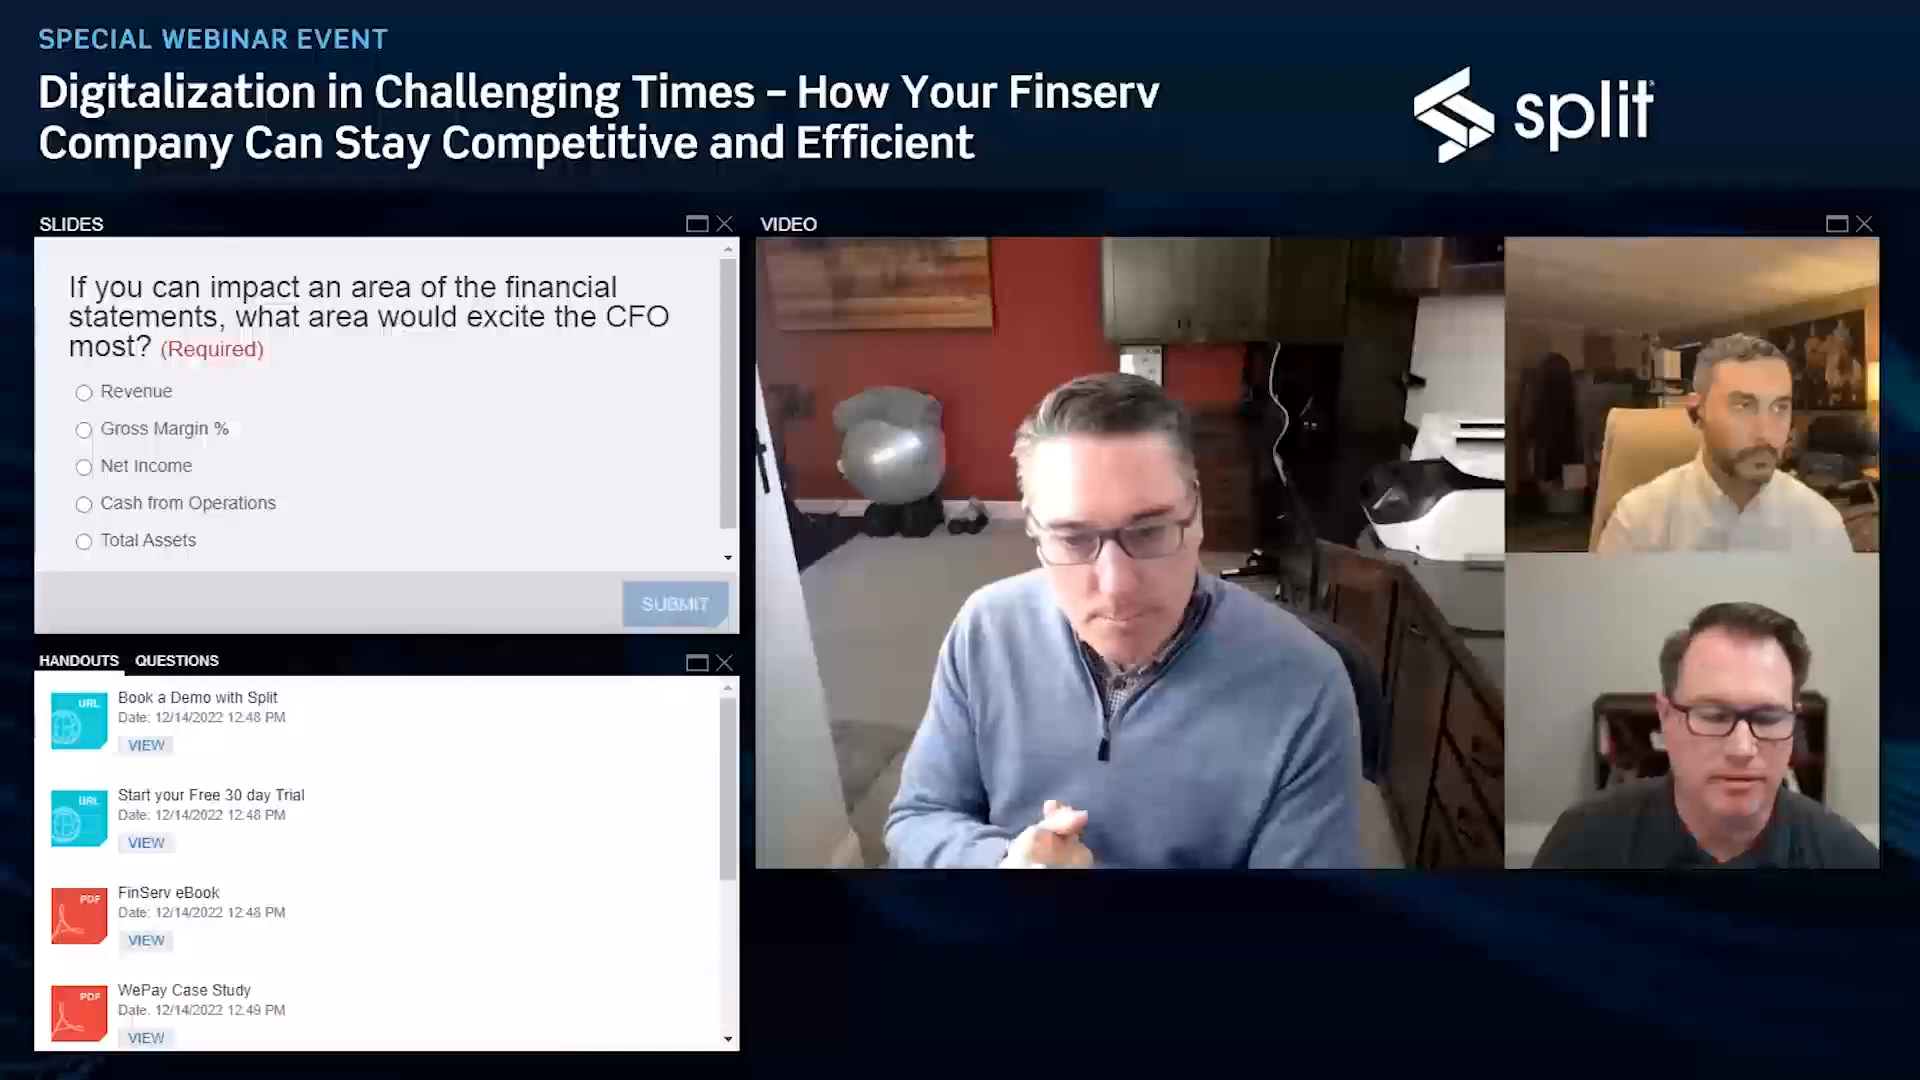 SPECIAL WEBINAR EVENT
Digitalization in Challenging Times – How Your Finserv
Company Can Stay Competitive and Efficient
split
SLIDES
If you can impact an area of the financial
statements, what area would excite the CFO
most? (Required)
Revenue
Gross Margin %
Net Income
Cash from Operations
Total Assets
SUBMIT
VIDEO
HANDOUTS QUESTIONS
URL
Book a Demo with Split
Date: 12/14/2022 12:48 PM
VIEW
URL
Start your Free 30 day Trial
Date: 12/14/2022 12:48 PM
VIEW
PDF
FinServ eBook
Date: 12/14/2022 12:48 PM
VIEW
PDF
WePay Case Study
Date: 12/14/2022 12:49 PM
VIEW